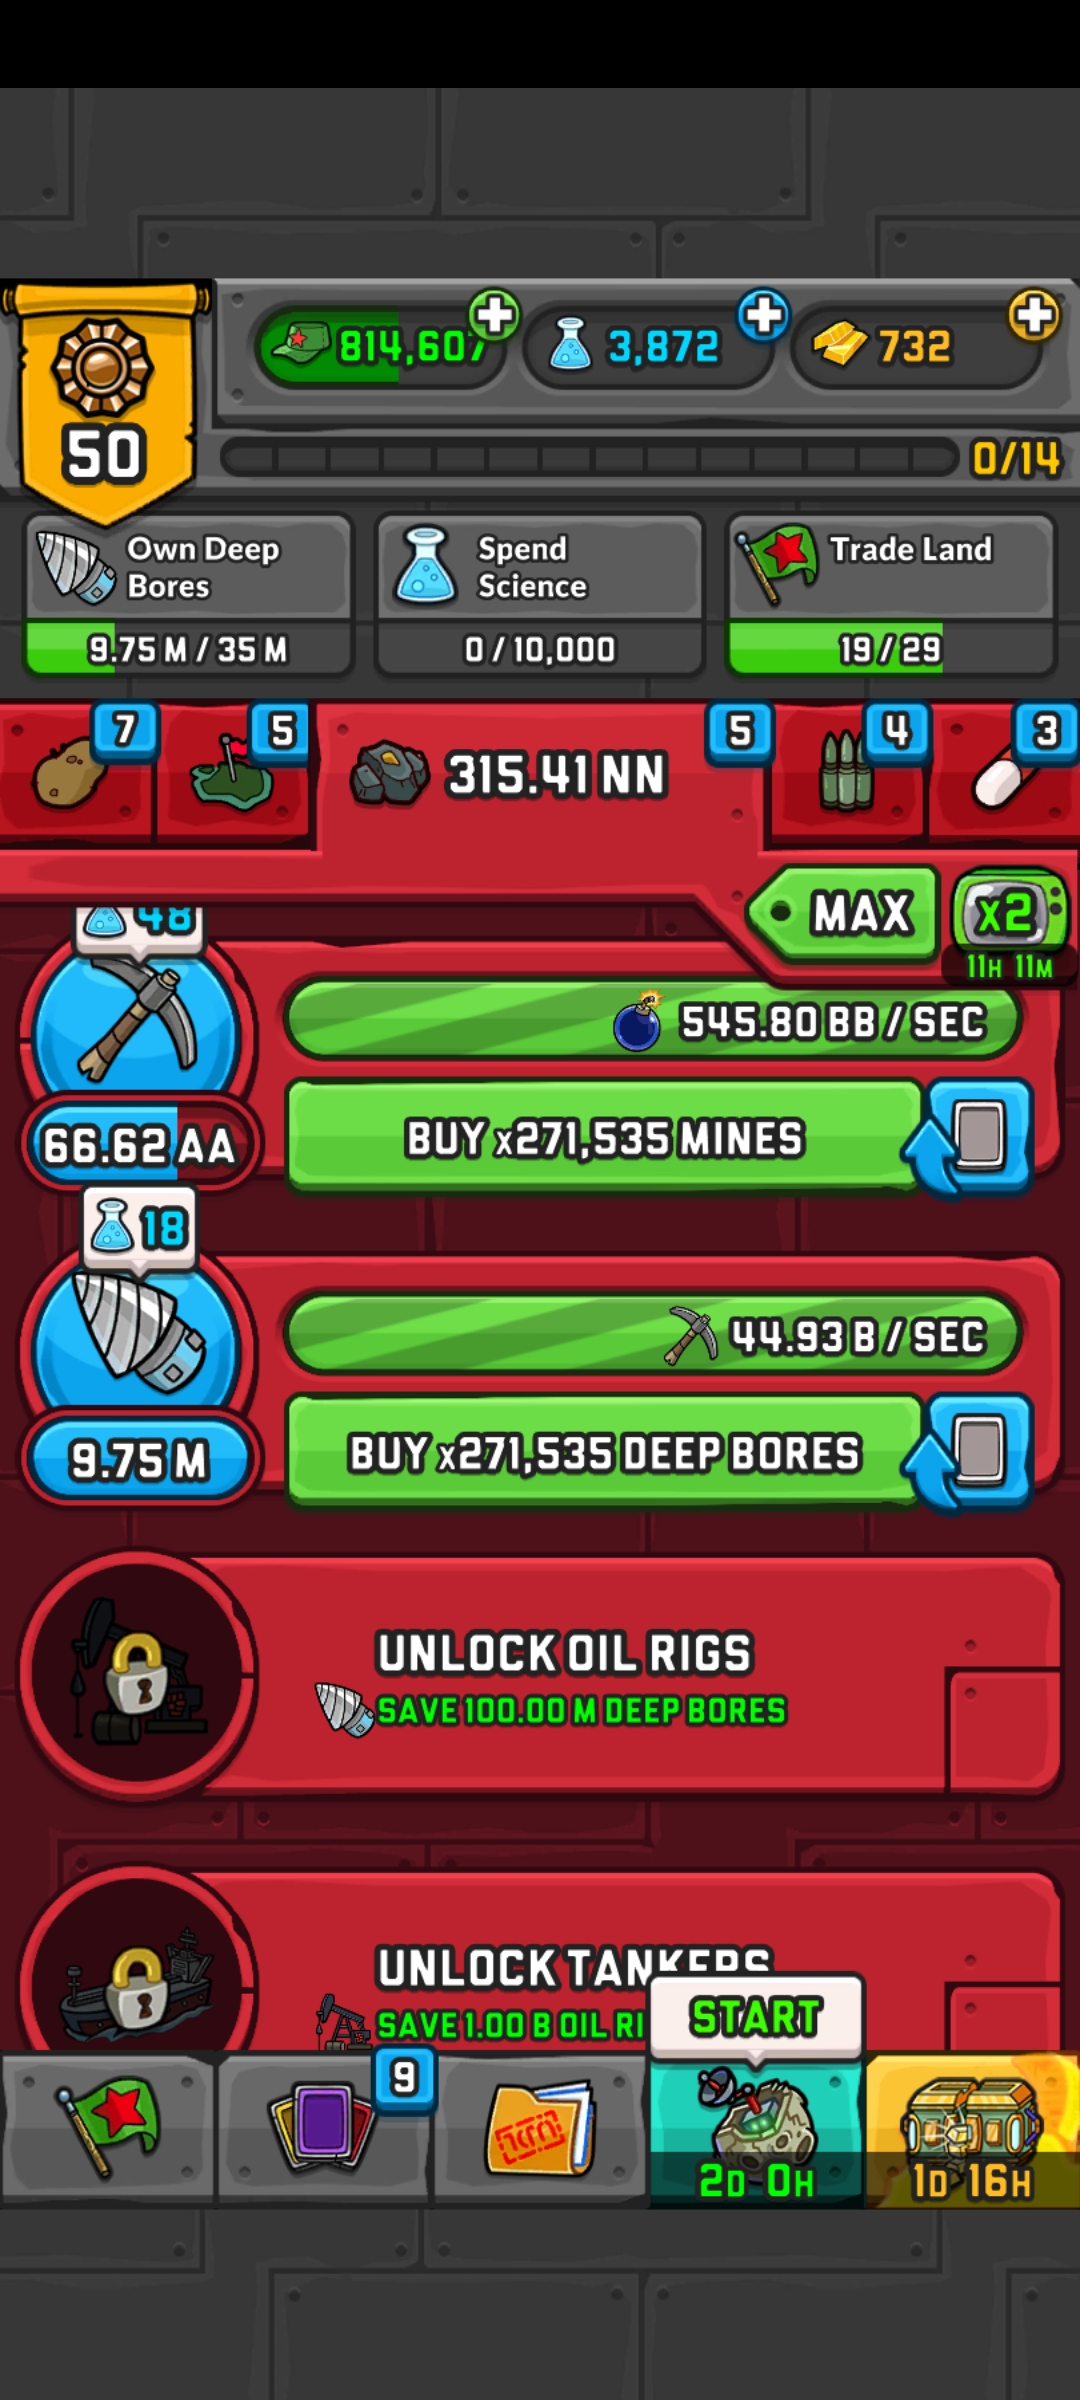 814,607
3,872
732
50
0/14
Own Deep
Bores
9.75 M / 35 M
Spend
Science
0 / 10,000
Trade Land
19 / 29
7
5
315.41 NN
5
4
3
MAX
x2
11H 11M
48
545.80 BB / SEC
66.62 AA
BUY x271,535 MINES
18
44.93 B / SEC
9.75 M
BUY x271,535 DEEP BORES
UNLOCK OIL RIGS
SAVE 100.00 M DEEP BORES
UNLOCK TANKERS
SAVE 1.00 B OIL RI
START
9
2D 0H
1D 16H